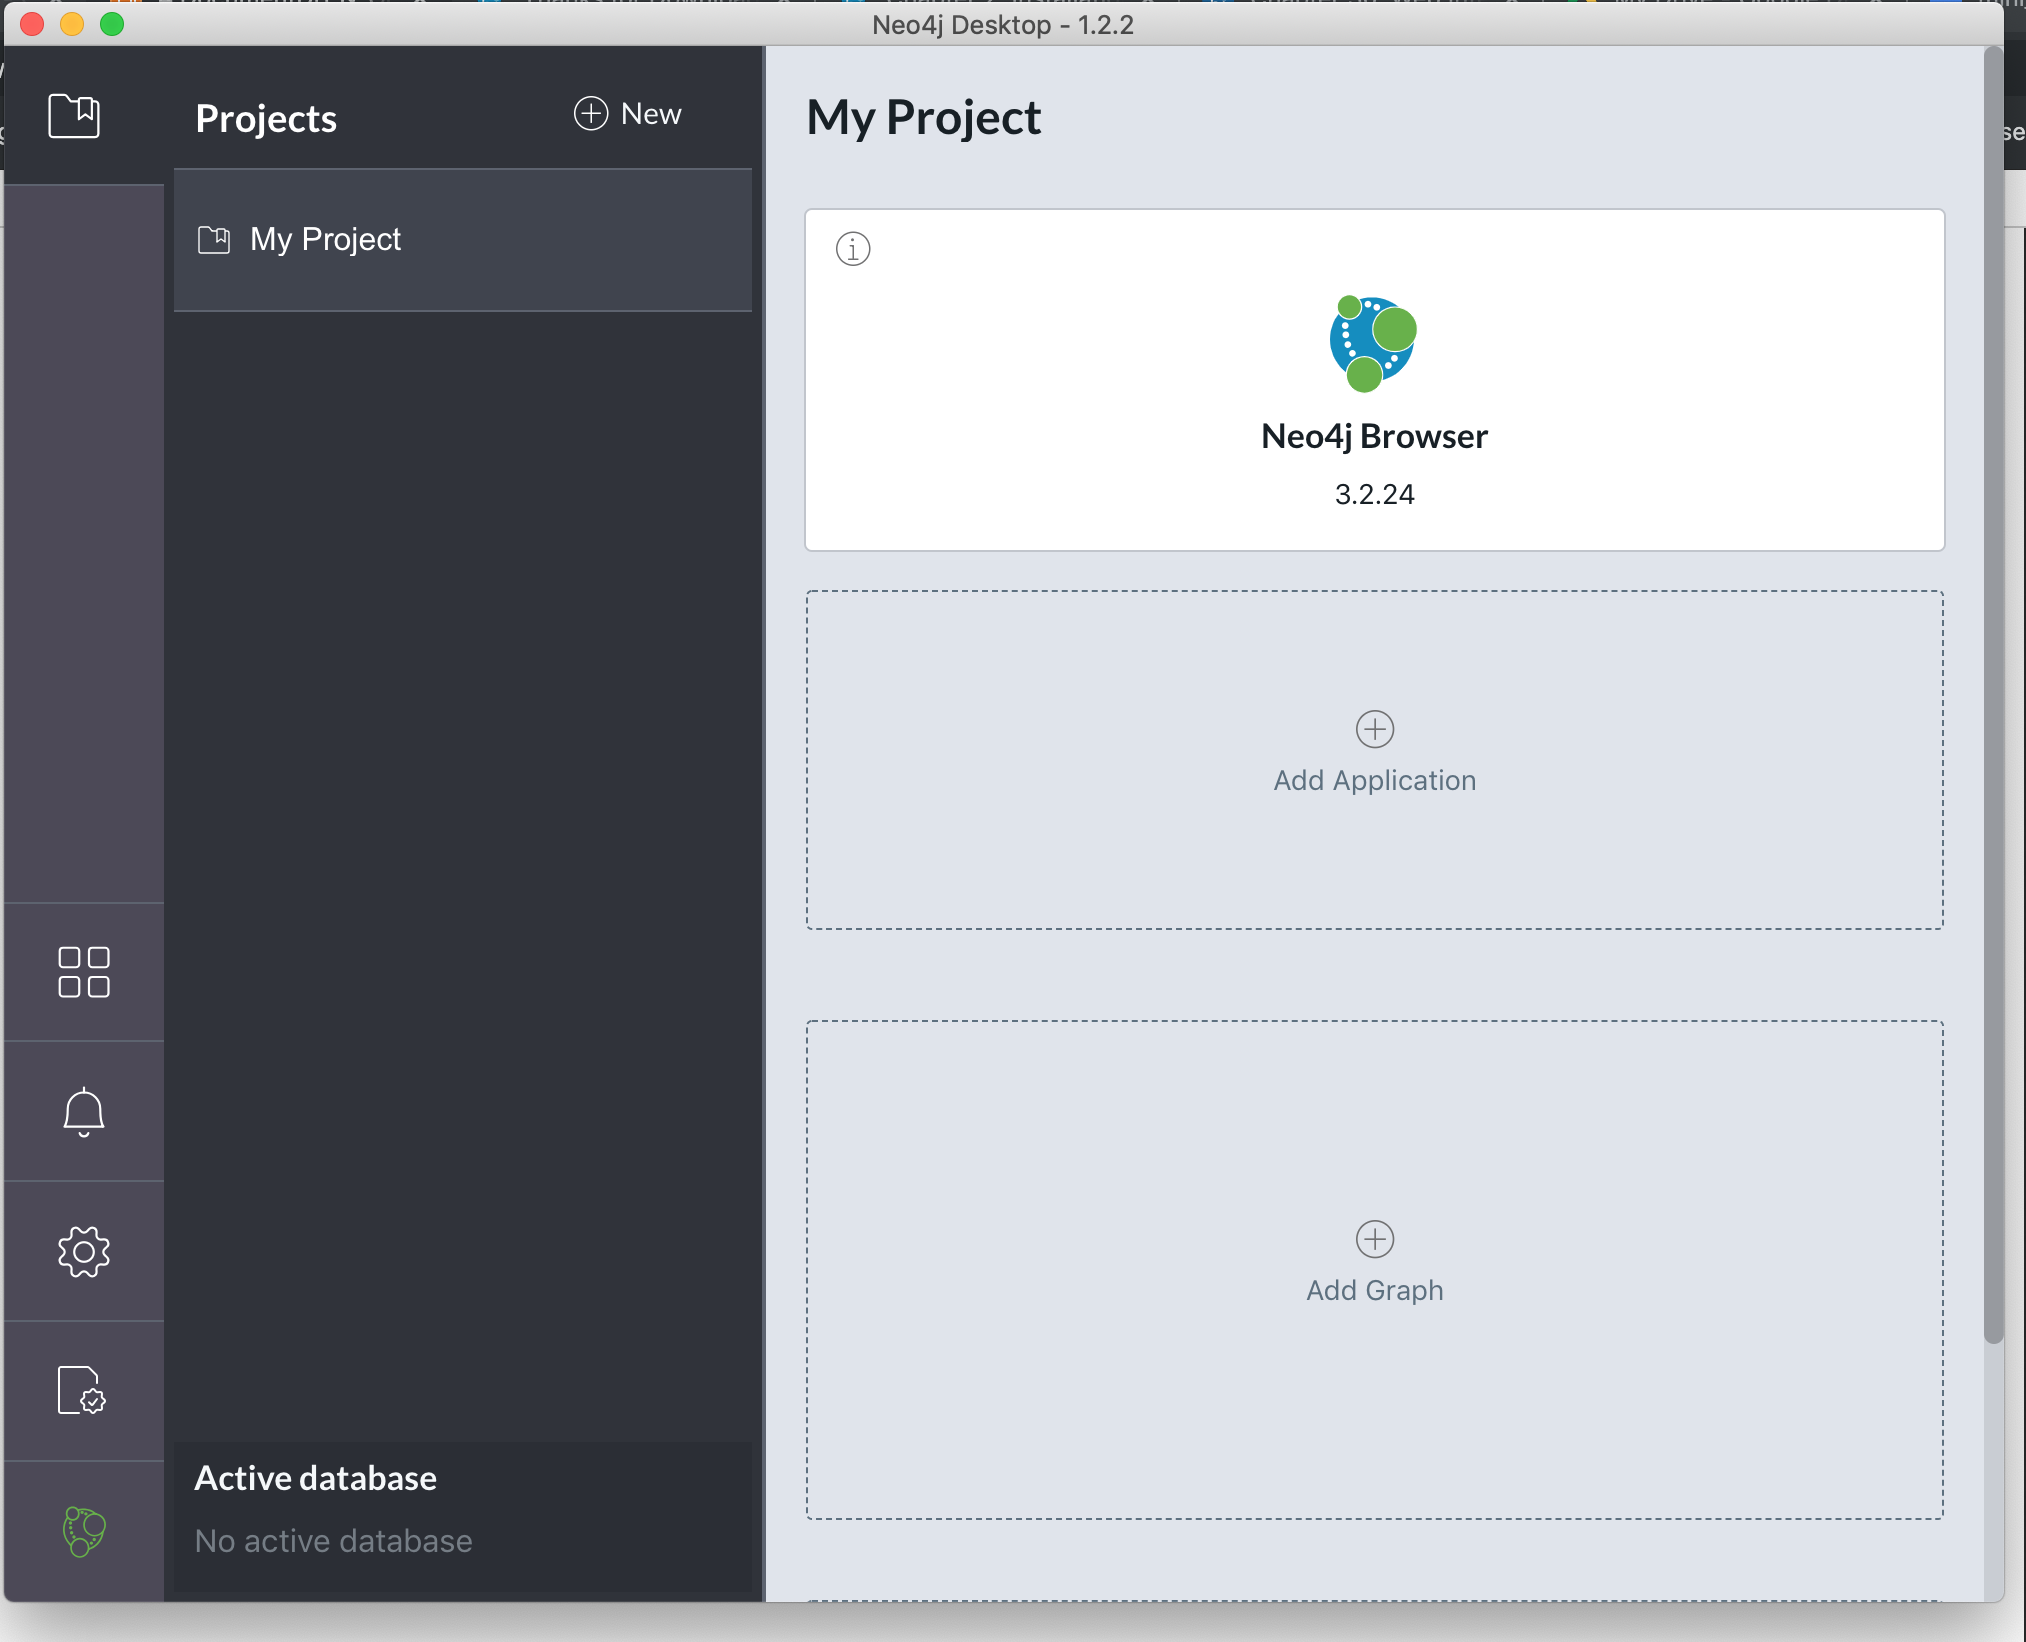 Neo4j Desktop - 1.2.2
Projects
New
My Project
Active database
No active database
My Project
Neo4j Browser
3.2.24
Add Application
Add Graph
se